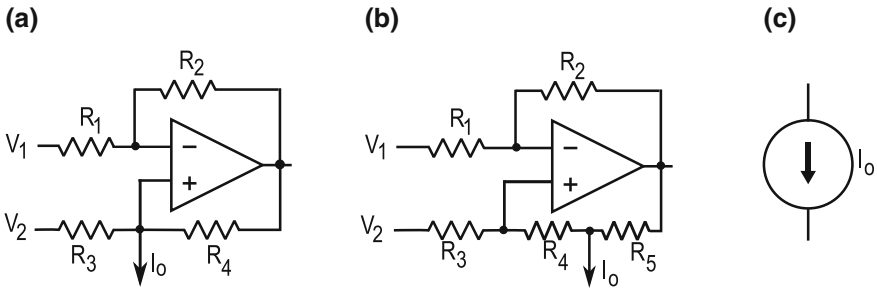 (a)
R2
R1
V1
−
+
V2
R3
Io
R4
(b)
R2
R1
V1
−
+
V2
R3
R4
Io
R5
(c)
Io